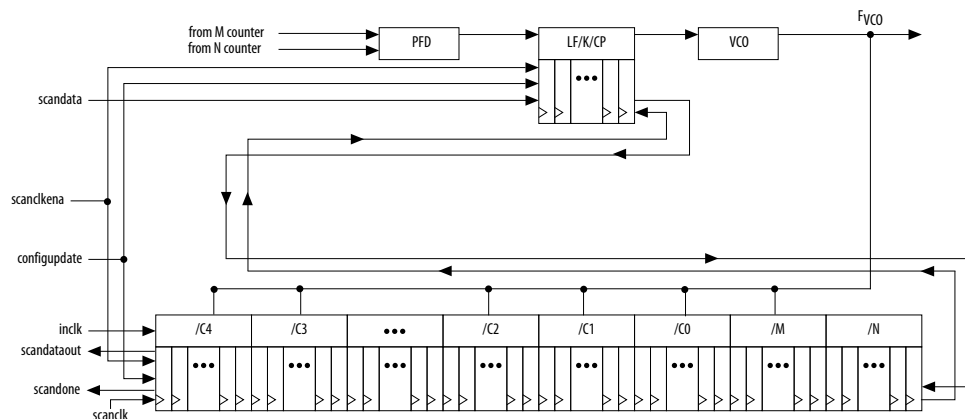 from M counter
from N counter
PFD
LF/K/CP
VCO
FVCO
•••
scandata
scanclkena
configupdate
inclk
/C4
/C3
•••
/C2
/C1
/C0
/M
/N
scandataout
•••
•••
•••
•••
•••
•••
•••
•••
scandone
scanclk